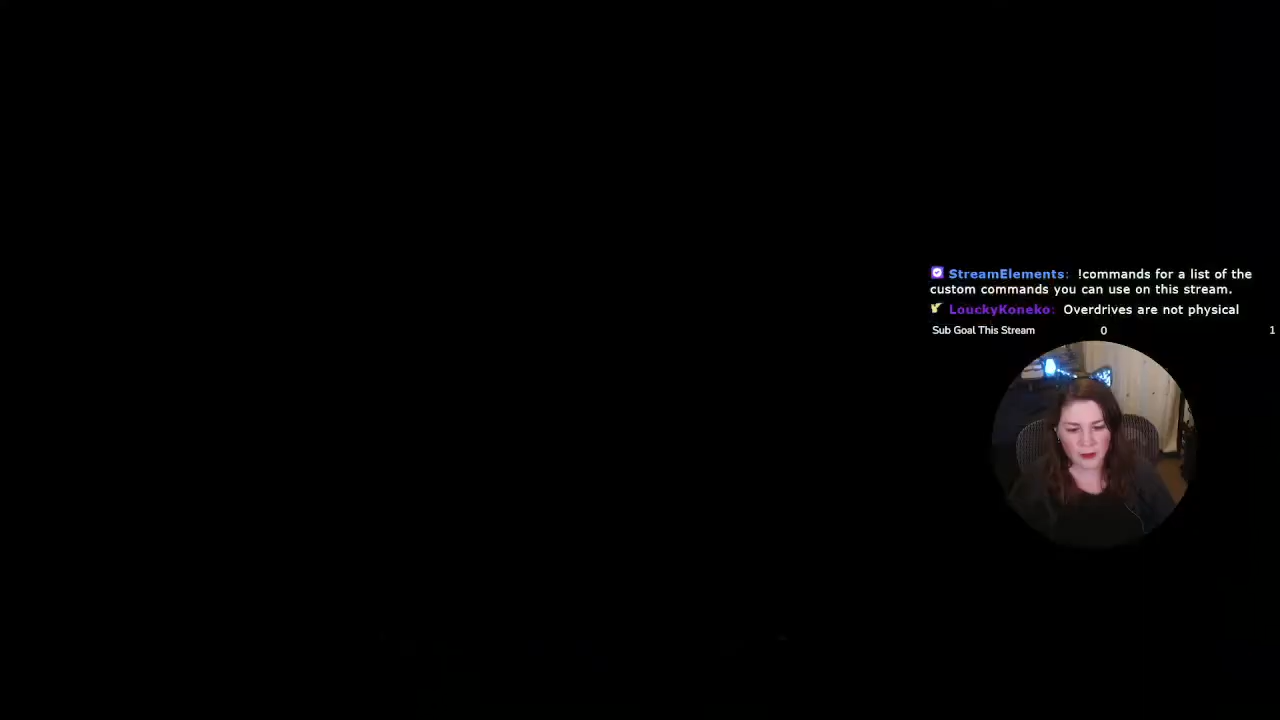 StreamElements: !commands for a list of the
custom commands you can use on this stream.
LouckyKoneko: Overdrives are not physical
Sub Goal This Stream 0 1